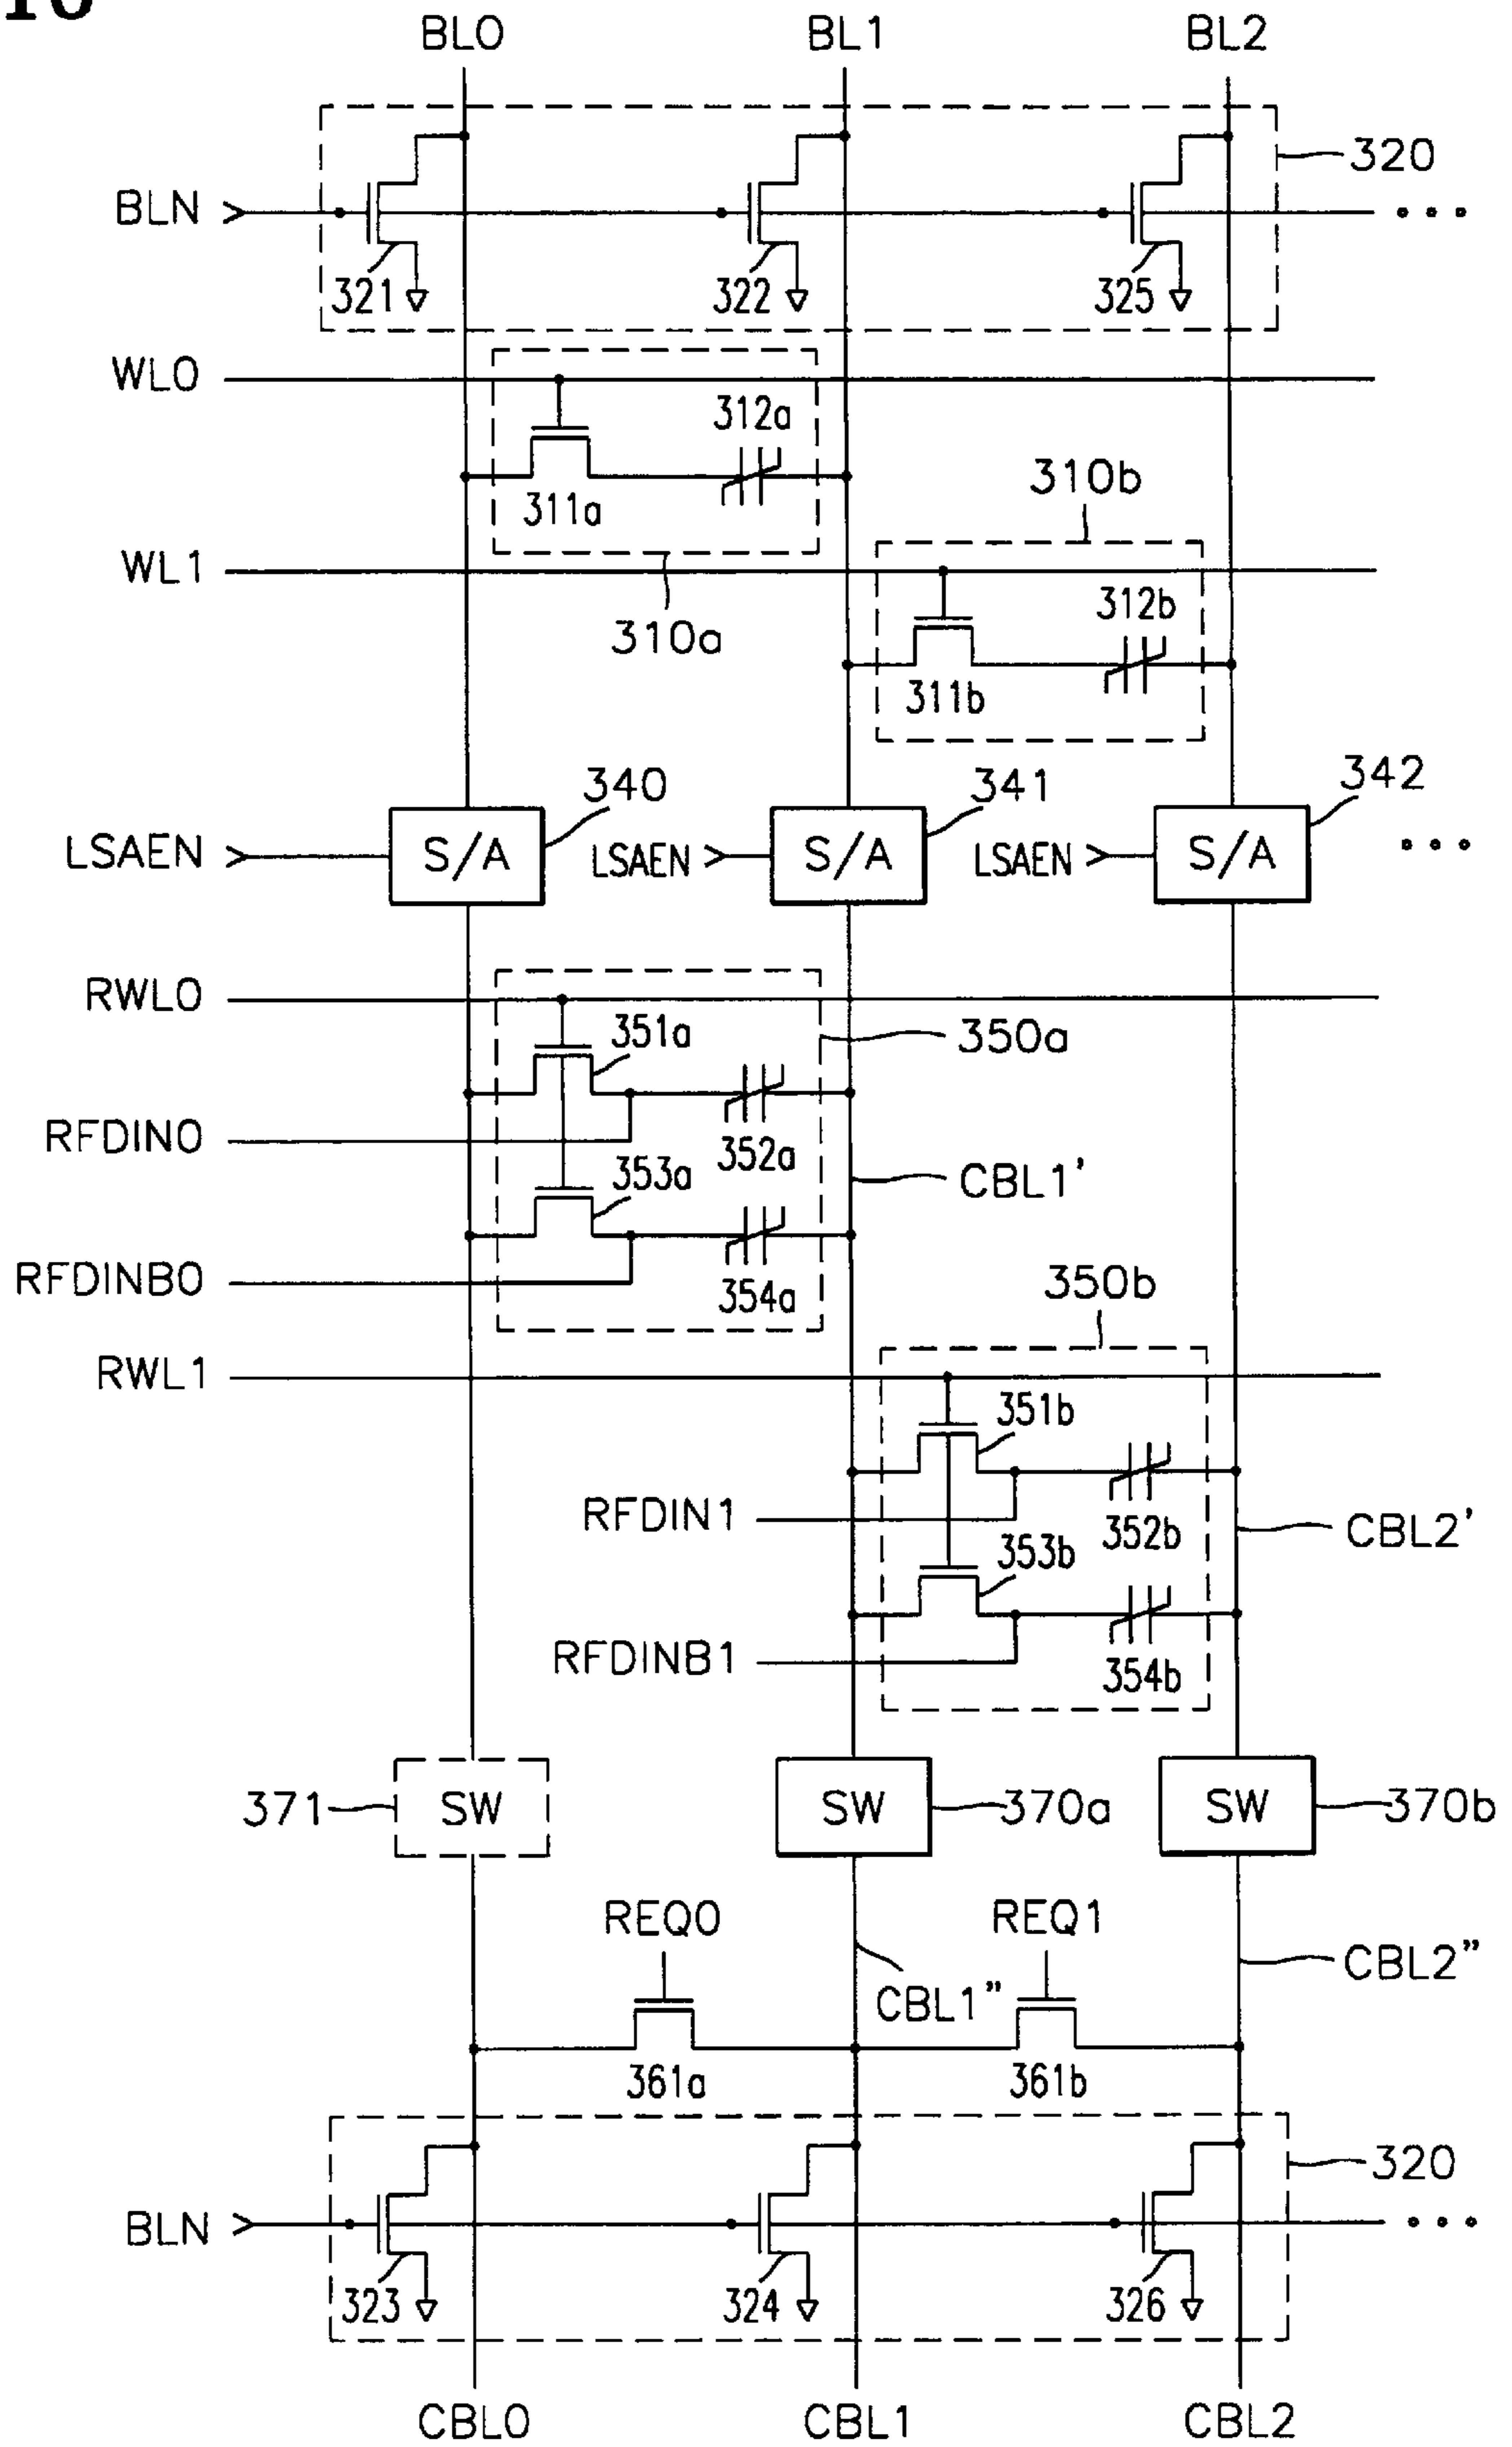 10
BL0 BL1 BL2
320
BLN
321 322 325
WL0
312a
310b
311a
WL1
312b
310a
311b
340 341 342
LSAEN S/A LSAEN S/A LSAEN S/A
RWL0
351a 350a
RFDIN0
352a
353a CBL1'
RFDINB0
354a 350b
RWL1
351b
RFDIN1
352b CBL2'
353b
RFDINB1
354b
371 SW SW 370a SW 370b
REQ0 REQ1
CBL2"
CBL1"
361a 361b
320
BLN
323 324 326
CBL0 CBL1 CBL2